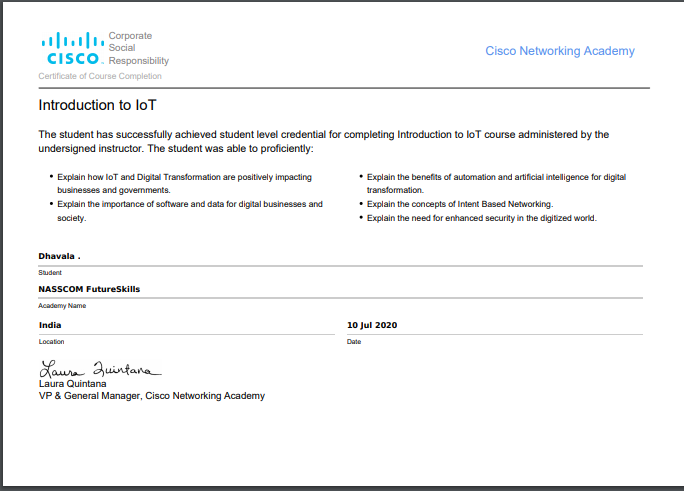 Corporate
Social
CISCO Responsibility
Cisco Networking Academy
Certificate of Course Completion
Introduction to IoT
The student has successfully achieved student level credential for completing Introduction to IoT course administered by the
undersigned instructor. The student was able to proficiently:
• Explain how IoT and Digital Transformation are positively impacting
businesses and governments.
• Explain the importance of software and data for digital businesses and
society.
• Explain the benefits of automation and artificial intelligence for digital
transformation.
• Explain the concepts of Intent Based Networking.
• Explain the need for enhanced security in the digitized world.
Dhavala .
Student
NASSCOM FutureSkills
Academy Name
India
Location
10 Jul 2020
Date
Laura Quintana
Laura Quintana
VP & General Manager, Cisco Networking Academy